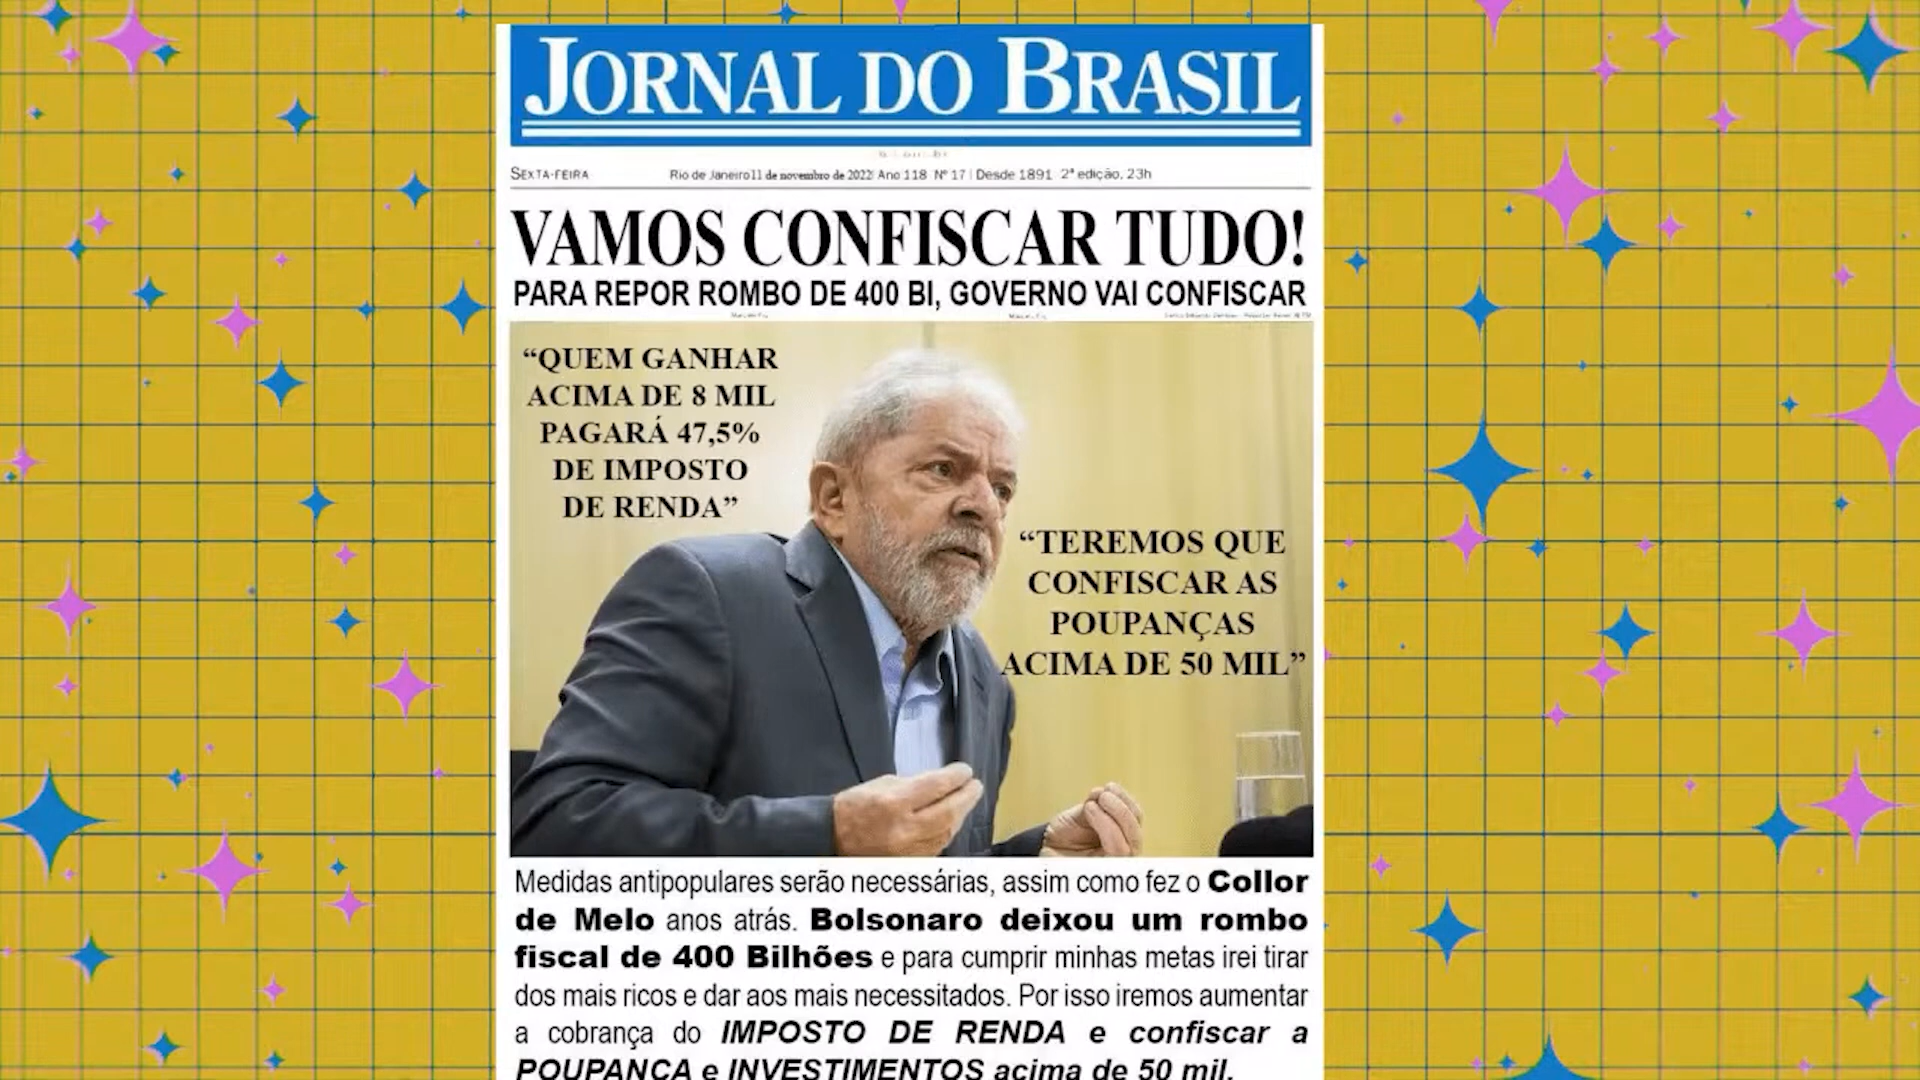 JORNAL DO BRASIL
SEXTA-FEIRA Rio de Janeiro 11 de novembro de 2022 | Ano 118 Nº 17 | Desde 1891 2ª edição, 23h
VAMOS CONFISCAR TUDO!
PARA REPOR ROMBO DE 400 BI, GOVERNO VAI CONFISCAR
“QUEM GANHAR
ACIMA DE 8 MIL
PAGARÁ 47,5%
DE IMPOSTO
DE RENDA”
“TEREMOS QUE
CONFISCAR AS
POUPANÇAS
ACIMA DE 50 MIL”
Medidas antipopulares serão necessárias, assim como fez o Collor
de Melo anos atrás. Bolsonaro deixou um rombo
fiscal de 400 Bilhões e para cumprir minhas metas irei tirar
dos mais ricos e dar aos mais necessitados. Por isso iremos aumentar
a cobrança do IMPOSTO DE RENDA e confiscar a
POUPANÇA e INVESTIMENTOS acima de 50 mil.